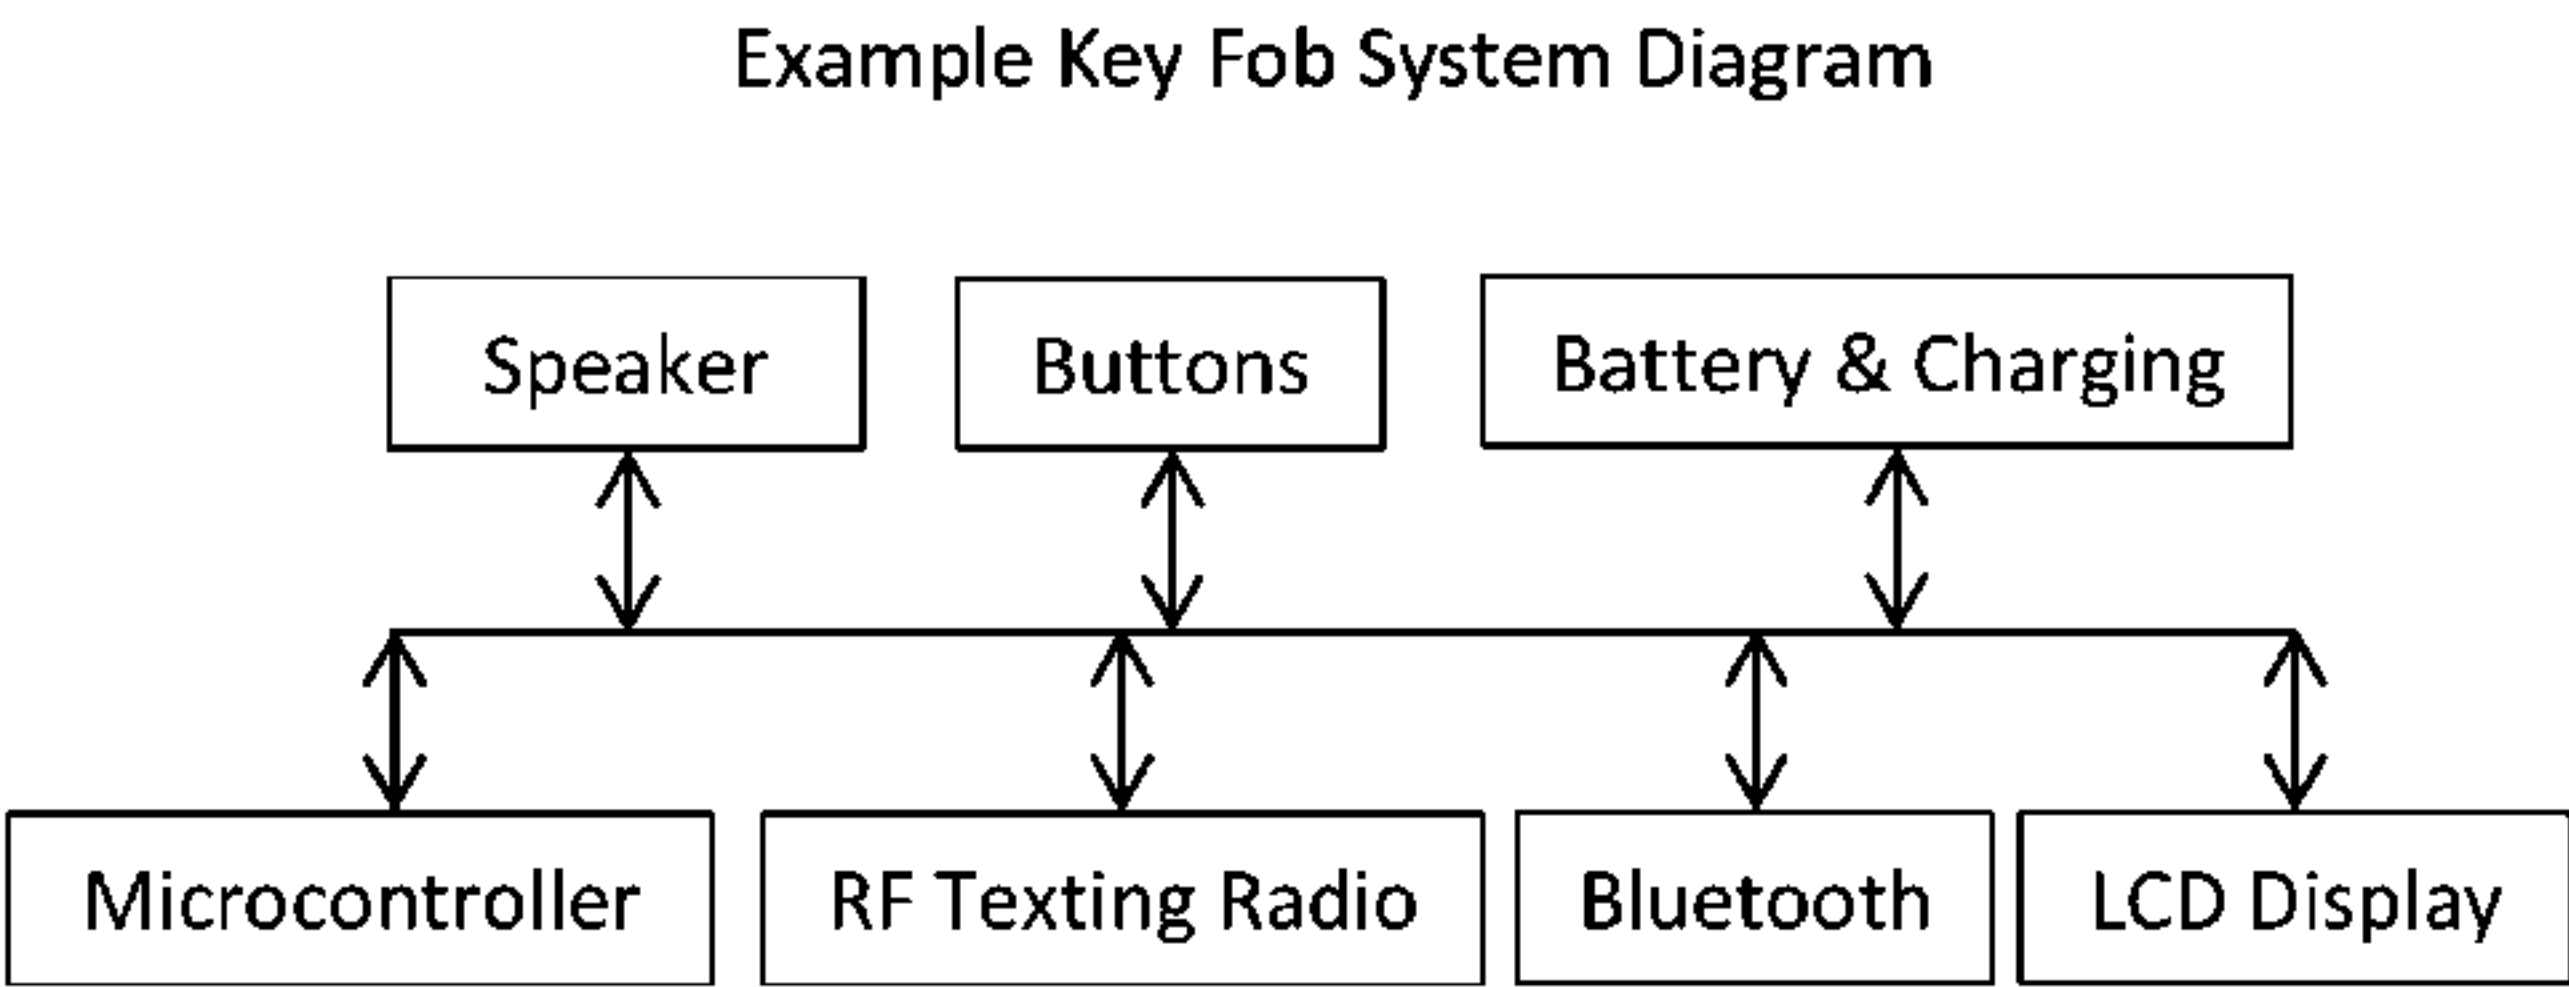 Example Key Fob System Diagram
Speaker
Buttons
Battery & Charging
Microcontroller
RF Texting Radio
Bluetooth
LCD Display